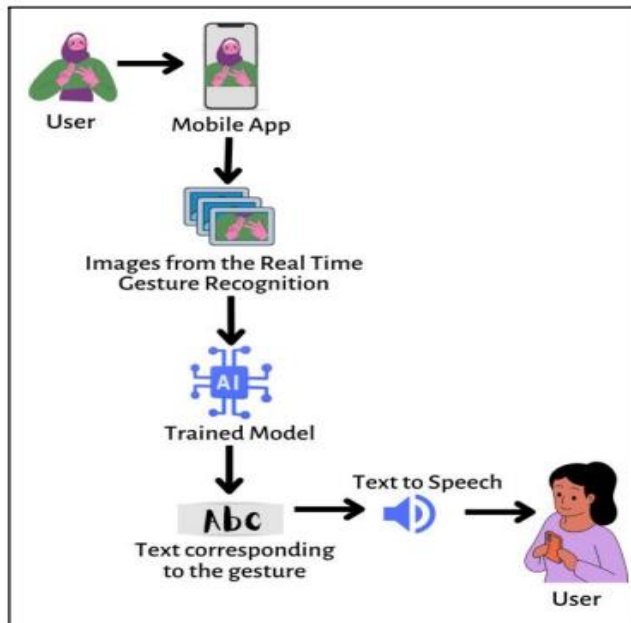 User
Mobile App
Images from the Real Time
Gesture Recognition
AI
Trained Model
Text to Speech
Abc
Text corresponding
to the gesture
User